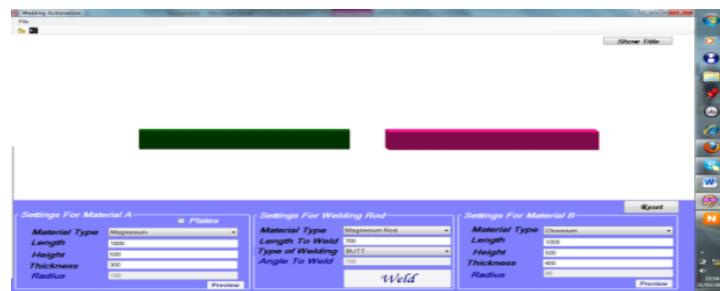 Welding Automation
File
Show Title
Reset
Settings For Material A
Plates
Material Type Magnesium
Length 1000
Height 500
Thickness 300
Radius 100
Preview
Settings For Welding Rod
Material Type Magnesium Rod
Length To Weld 700
Type of Welding BUTT
Angle To Weld 100
Weld
Settings For Material B
Material Type Chromium
Length 1000
Height 500
Thickness 400
Radius 50
Preview
23:54